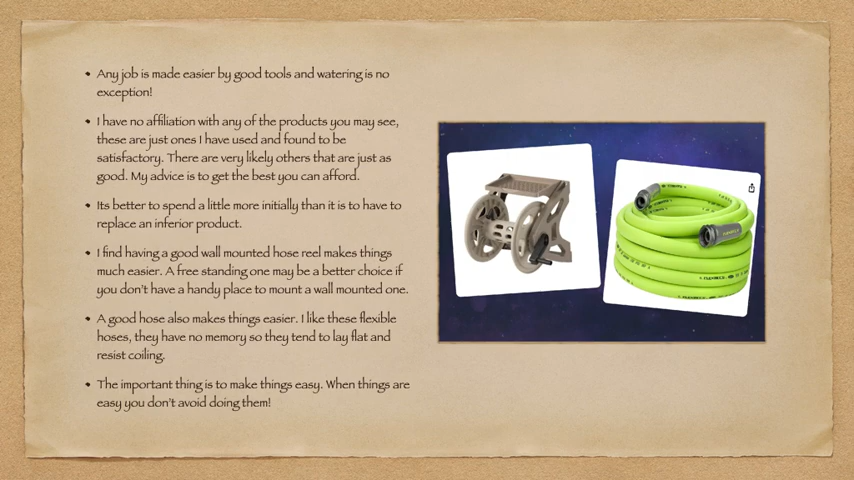 • Any job is made easier by good tools and watering is no
exception!
• I have no affiliation with any of the products you may see,
these are just ones I have used and found to be
satisfactory. There are very likely others that are just as
good. My advice is to get the best you can afford.
• Its better to spend a little more initially than it is to have to
replace an inferior product.
• I find having a good wall mounted hose reel makes things
much easier. A free standing one may be a better choice if
you don't have a handy place to mount a wall mounted one.
• A good hose also makes things easier. I like these flexible
hoses, they have no memory so they tend to lay flat and
resist coiling.
• The important thing is to make things easy. When things are
easy you don't avoid doing them!